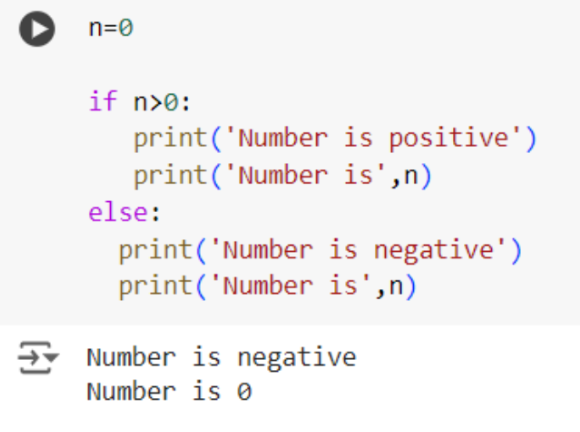 n=0
if n>0:
print('Number is positive')
print('Number is',n)
else:
print('Number is negative')
print('Number is',n)
Number is negative
Number is 0